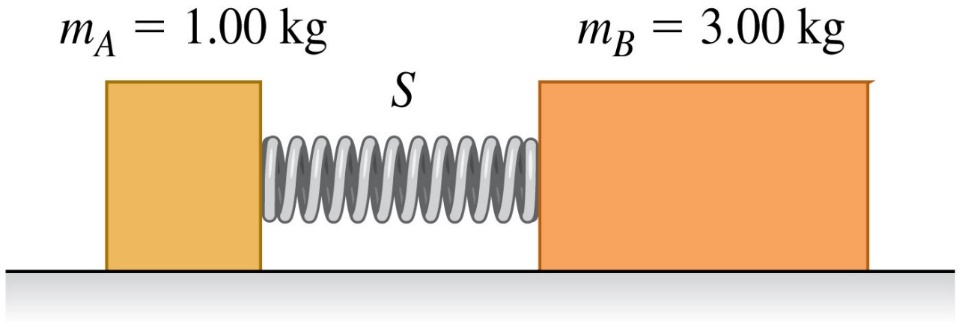 m_A = 1.00 kg
m_B = 3.00 kg
S